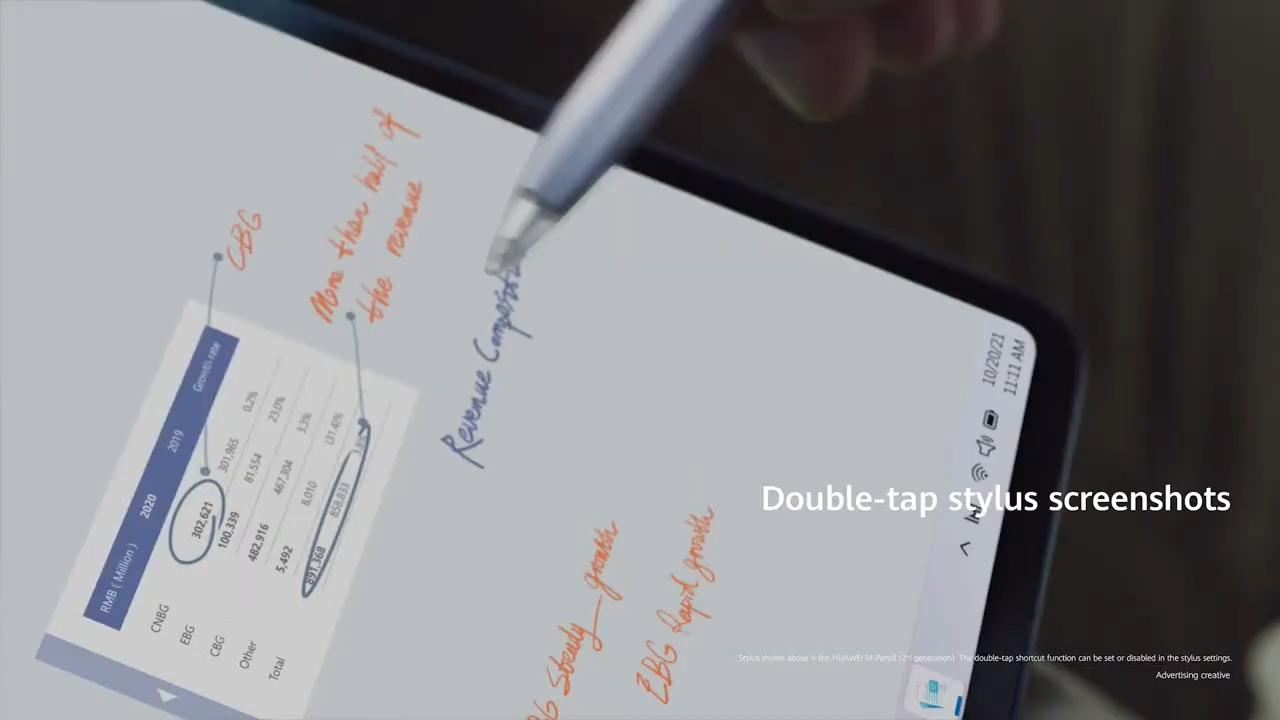 CBG
More than half of
the revenue
RMB ( Million ) 2020 2019 Growth rate
CNBG 302,621 301,965 0.2%
EBG 100,339 81,554 23.0%
CBG 482,916 467,304 3.3%
Other 5,492 8,010 (31.4)%
Total 891,368 858,833
Revenue
Steady growth
EBG Rapid growth
10/20/21
11:11 AM
Double-tap stylus screenshots
Stylus shown above is the HUAWEI M-Pencil (2nd generation). The double-tap shortcut function can be set or disabled in the stylus settings.
Advertising creative